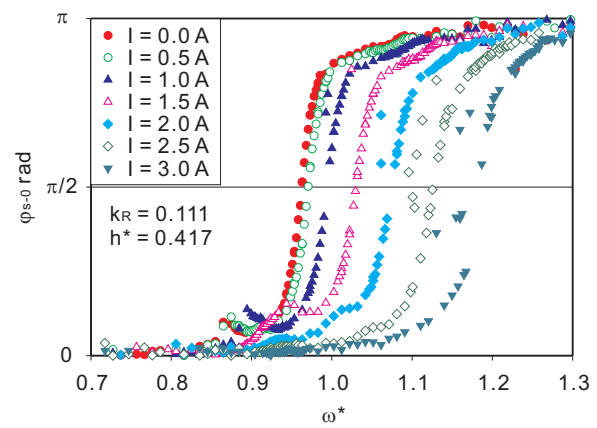 π
I = 0.0 A
I = 0.5 A
I = 1.0 A
I = 1.5 A
I = 2.0 A
I = 2.5 A
I = 3.0 A
φs-0 rad
π/2
kR = 0.111
h* = 0.417
0
0.7 0.8 0.9 1.0 1.1 1.2 1.3
ω*